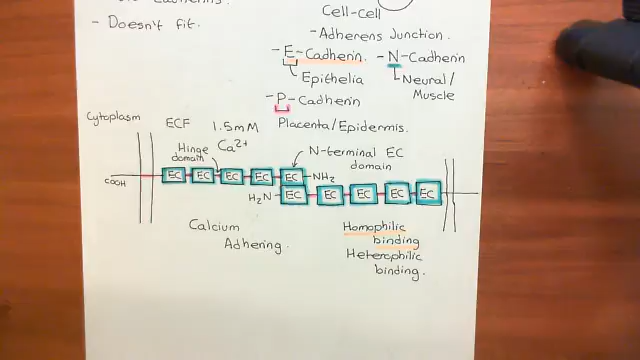 - Doesn't fit.
Cell-cell
- Adherens Junction.
- E-Cadherin
Epithelia
- N-Cadherin
Neural/
Muscle
- P-Cadherin
Placenta/Epidermis.
Cytoplasm
ECF
1.5mM
Ca2+
Hinge
domain
N-terminal EC
domain
COOH
EC EC EC EC EC -NH2
H2N- EC EC EC EC EC
Calcium
Adhering.
Homophilic
binding
Heterophilic
binding.